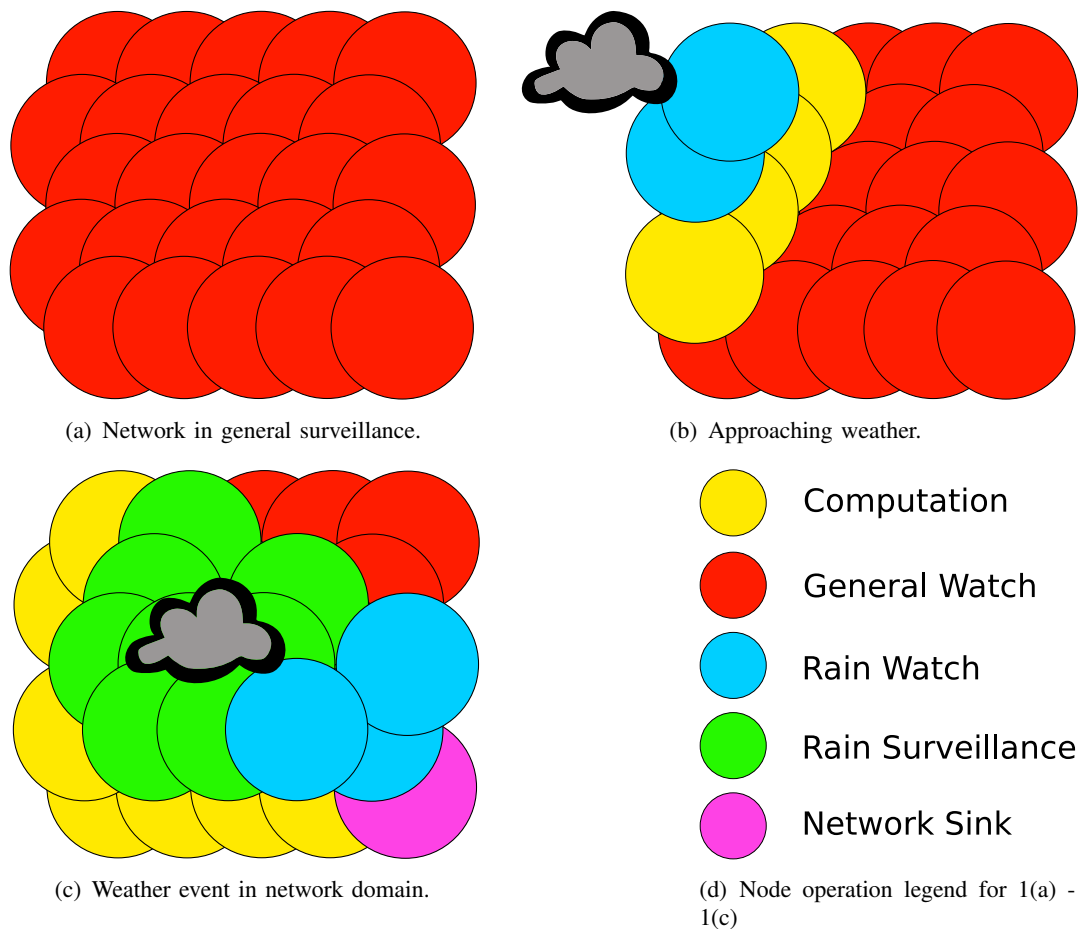 (a) Network in general surveillance.
(b) Approaching weather.
Computation
General Watch
Rain Watch
Rain Surveillance
Network Sink
(c) Weather event in network domain.
(d) Node operation legend for 1(a) -
1(c)